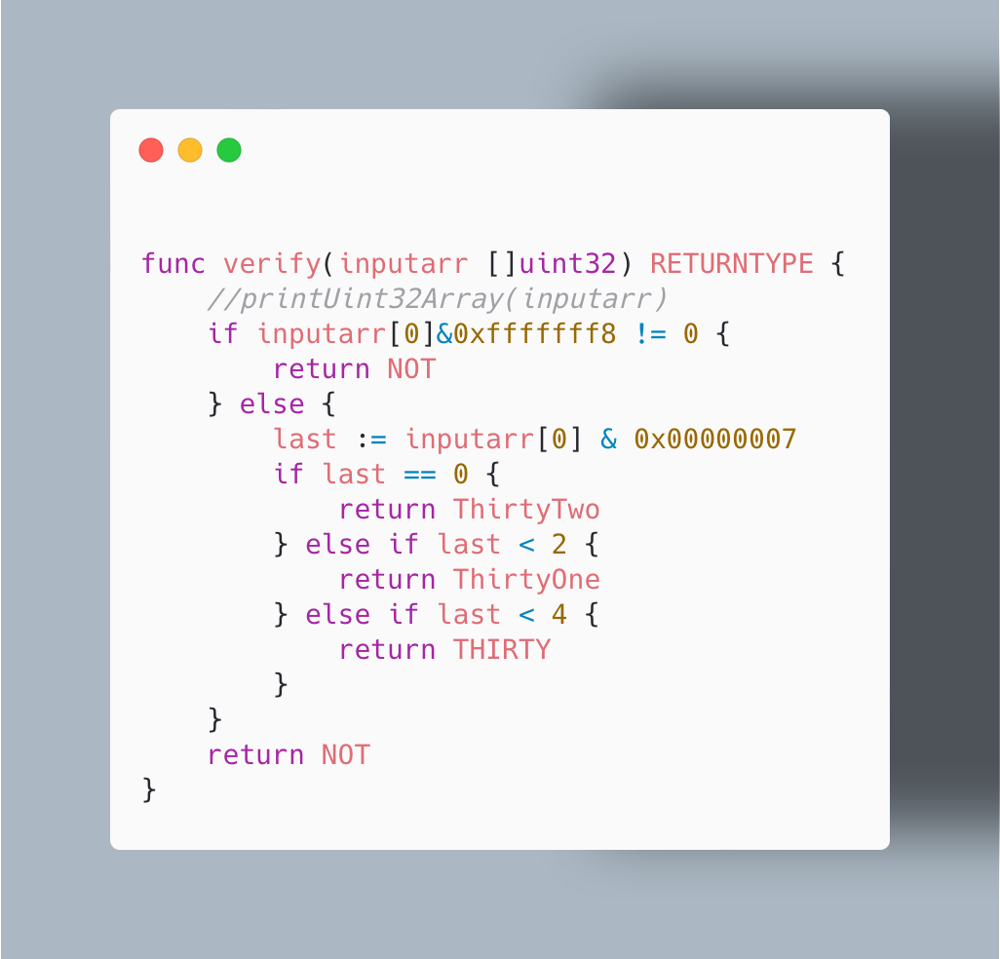 func verify(inputarr []uint32) RETURNTYPE {
    //printUint32Array(inputarr)
    if inputarr[0]&0xfffffff8 != 0 {
        return NOT
    } else {
        last := inputarr[0] & 0x00000007
        if last == 0 {
            return ThirtyTwo
        } else if last < 2 {
            return ThirtyOne
        } else if last < 4 {
            return THIRTY
        }
    }
    return NOT
}